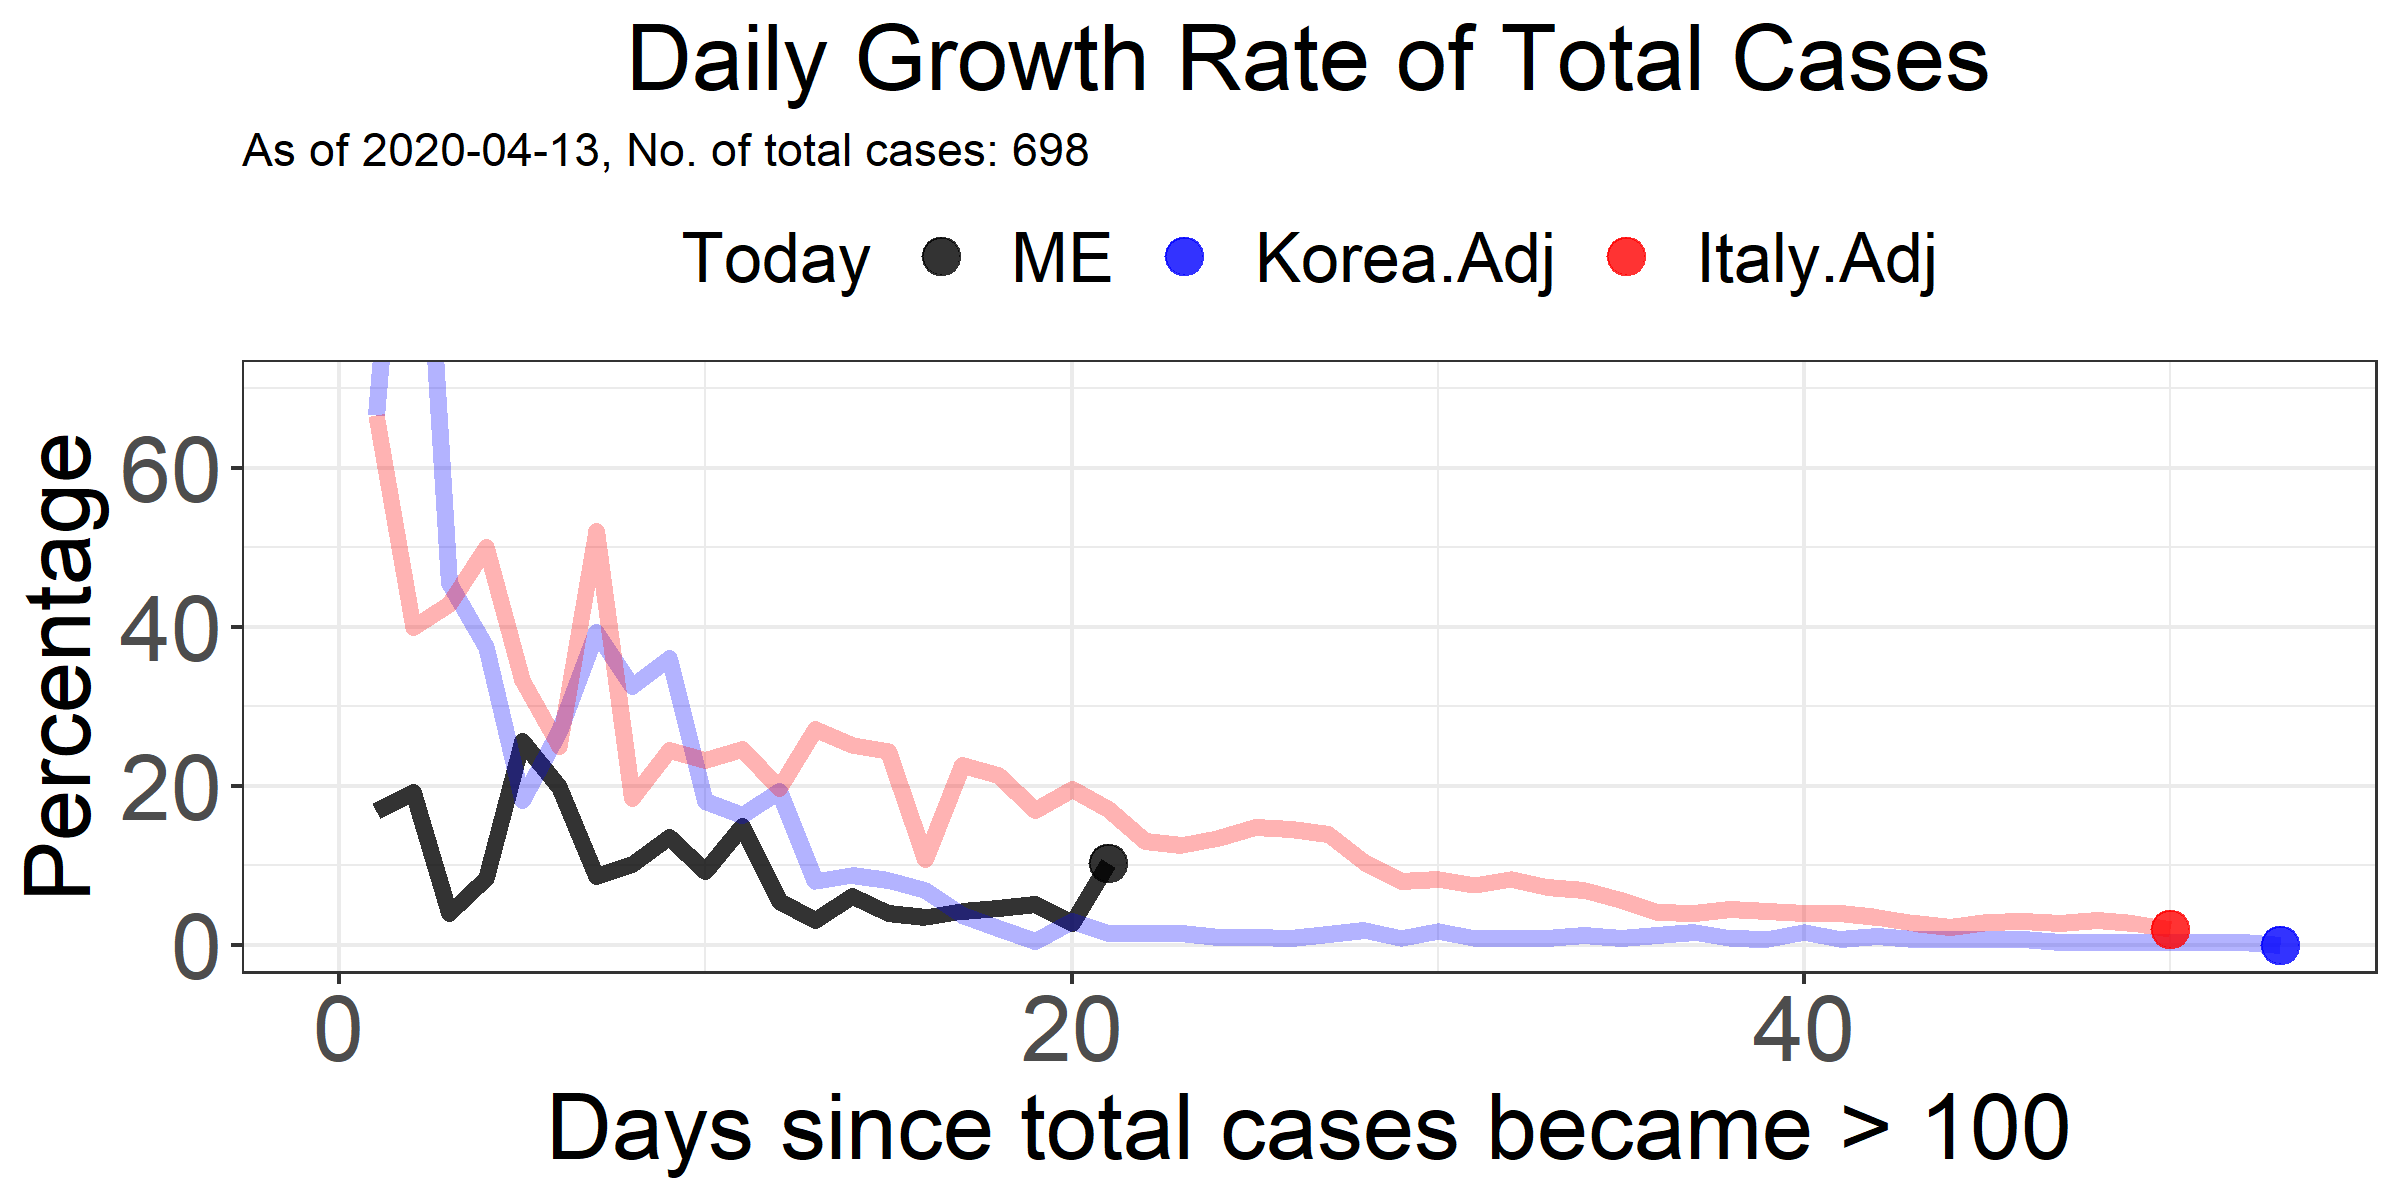 Daily Growth Rate of Total Cases
As of 2020-04-13, No. of total cases: 698
Today ME Korea.Adj Italy.Adj
Percentage
60
40
20
0
0 20 40
Days since total cases became > 100